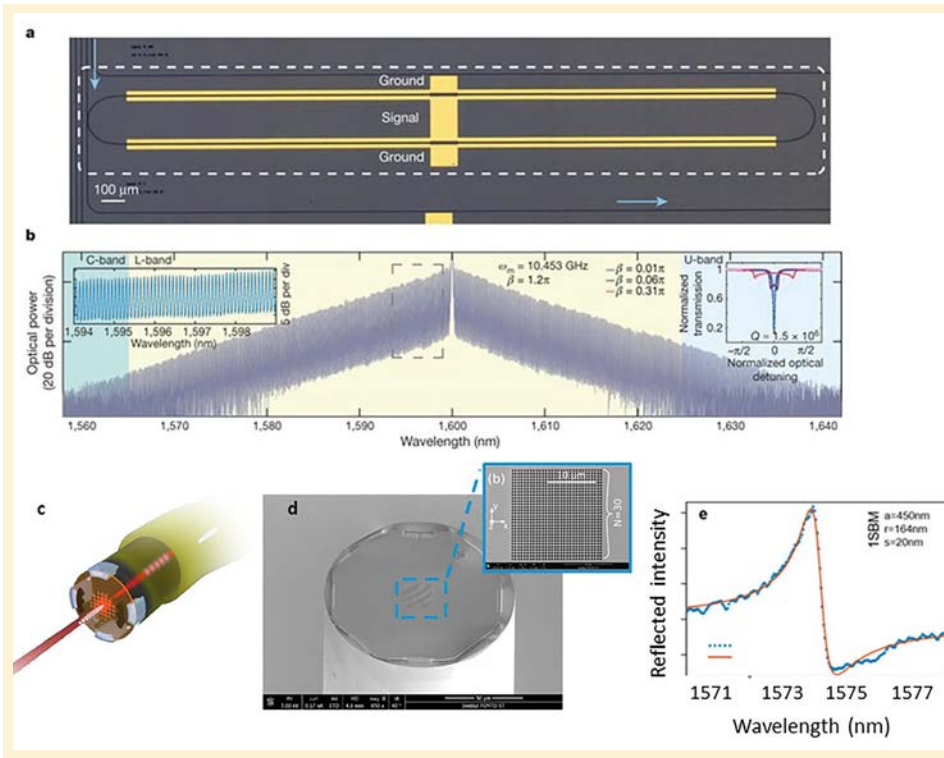 a
Ground
Signal
Ground
100 μm
b
C-band L-band
5 dB per div
1,594 1,595 1,596 1,597 1,598
Wavelength (nm)
ωm = 10.453 GHz
β = 1.2π
β = 0.01π
β = 0.06π
β = 0.31π
U-band
Normalized transmission
1
0.6
0.2
Q = 1.5 × 10⁶
−π/2 0 π/2
Normalized optical detuning
Optical power
(20 dB per division)
1,560 1,570 1,580 1,590 1,600 1,610 1,620 1,630 1,640
Wavelength (nm)
c
d
(b)
10 μm
N=30
Y
x
e
1SBM
a=450nm
r=164nm
s=20nm
Reflected intensity
1571 1573 1575 1577
Wavelength (nm)